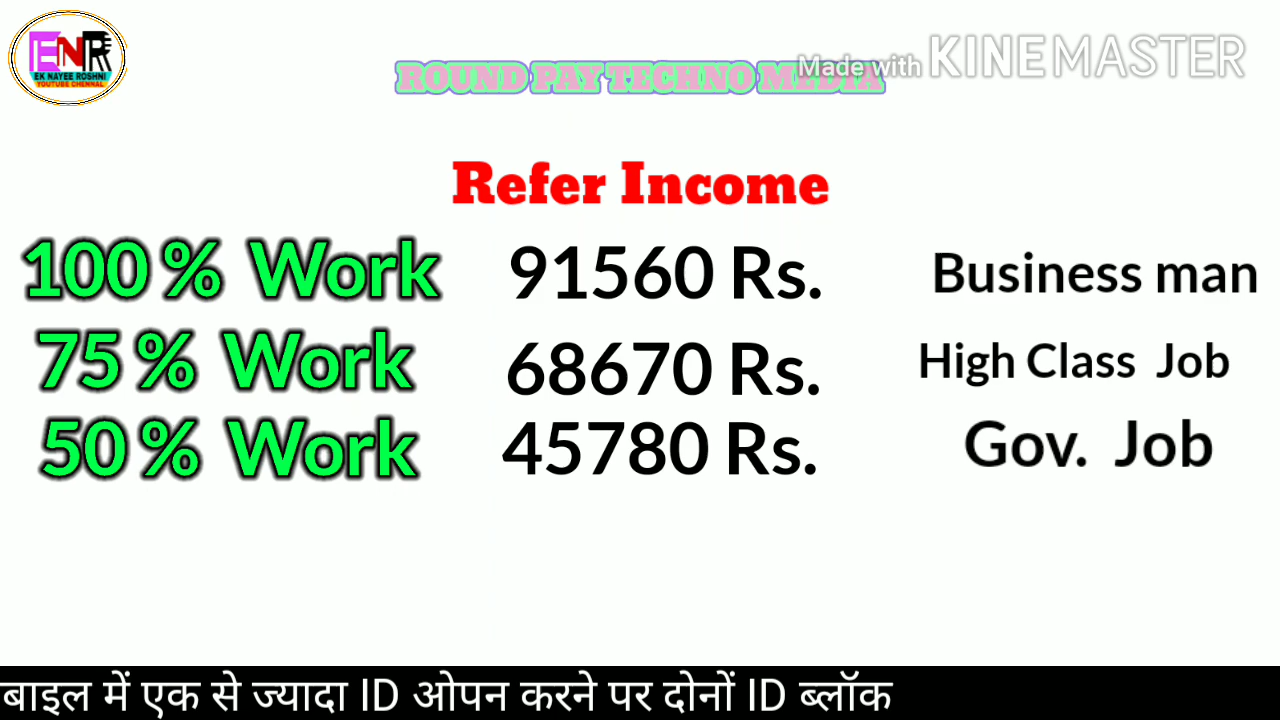 ENR
EK NAYEE ROSHNI
YOUTUBE CHENNAL
ROUND PAY TECHNO MEDIA
Made with KINEMASTER
Refer Income
100 % Work 91560 Rs. Business man
75 % Work 68670 Rs. High Class Job
50 % Work 45780 Rs. Gov. Job
बाइल में एक से ज्यादा ID ओपन करने पर दोनों ID ब्लॉक